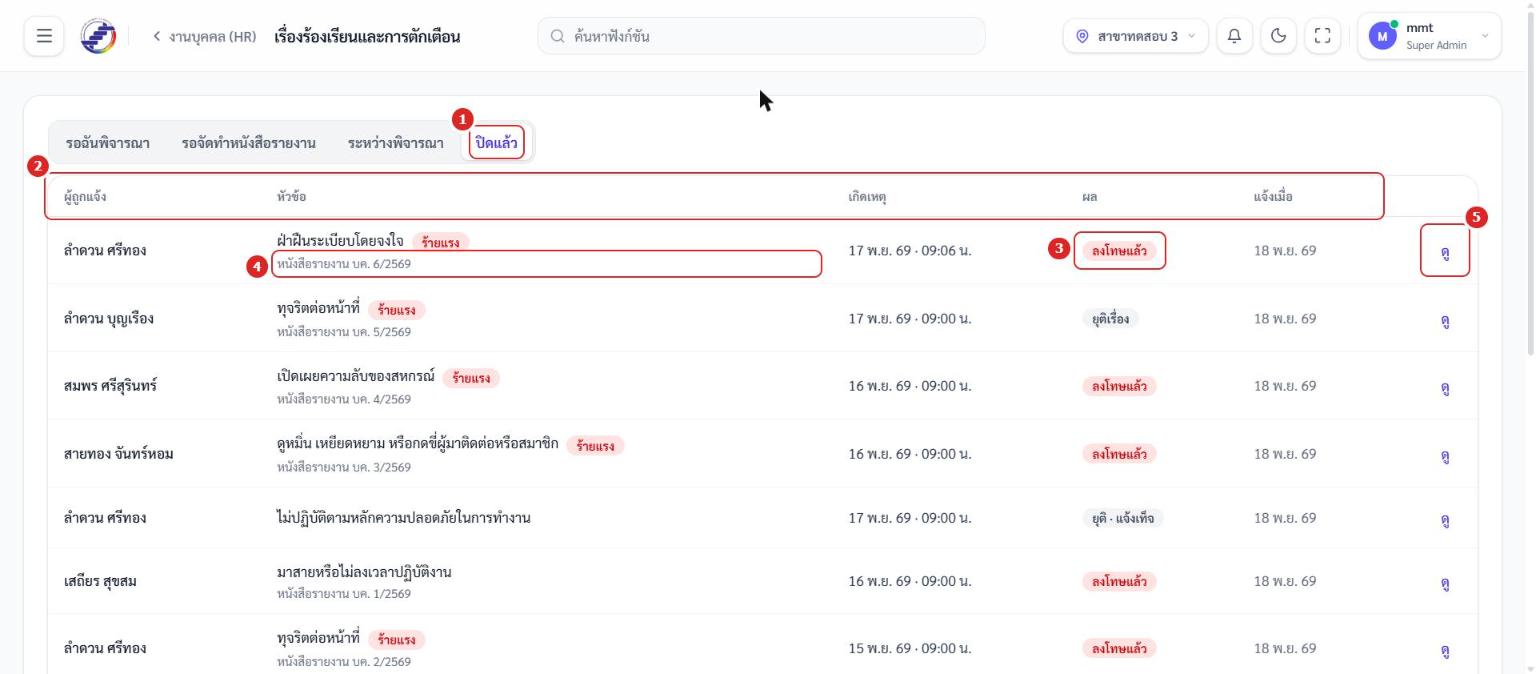 งานบุคคล (HR) เรื่องร้องเรียนและการตักเตือน ค้นหาฟังก์ชัน สาขาทดสอบ 3 M mmt
Super Admin
1
รอฉันพิจารณา รอจัดทำหนังสือรายงาน ระหว่างพิจารณา ปิดแล้ว
2
ผู้ถูกแจ้ง หัวข้อ เกิดเหตุ ผล แจ้งเมื่อ
5
ลำดวน ศรีทอง ฝ่าฝืนระเบียบโดยจงใจ ร้ายแรง 17 พ.ย. 69 · 09:06 น. 3 ลงโทษแล้ว 18 พ.ย. 69 ดู
4 หนังสือรายงาน บค. 6/2569
ลำดวน บุญเรือง ทุจริตต่อหน้าที่ ร้ายแรง 17 พ.ย. 69 · 09:00 น. ยุติเรื่อง 18 พ.ย. 69 ดู
หนังสือรายงาน บค. 5/2569
สมพร ศรีสุรินทร์ เปิดเผยความลับของสหกรณ์ ร้ายแรง 16 พ.ย. 69 · 09:00 น. ลงโทษแล้ว 18 พ.ย. 69 ดู
หนังสือรายงาน บค. 4/2569
สายทอง จันทร์หอม ดูหมิ่น เหยียดหยาม หรือกดขี่ผู้มาติดต่อหรือสมาชิก ร้ายแรง 16 พ.ย. 69 · 09:00 น. ลงโทษแล้ว 18 พ.ย. 69 ดู
หนังสือรายงาน บค. 3/2569
ลำดวน ศรีทอง ไม่ปฏิบัติตามหลักความปลอดภัยในการทำงาน 17 พ.ย. 69 · 09:00 น. ยุติ · แจ้งเท็จ 18 พ.ย. 69 ดู
เสถียร สุขสม มาสายหรือไม่ลงเวลาปฏิบัติงาน 16 พ.ย. 69 · 09:00 น. ลงโทษแล้ว 18 พ.ย. 69 ดู
หนังสือรายงาน บค. 1/2569
ลำดวน ศรีทอง ทุจริตต่อหน้าที่ ร้ายแรง 15 พ.ย. 69 · 09:00 น. ลงโทษแล้ว 18 พ.ย. 69 ดู
หนังสือรายงาน บค. 2/2569